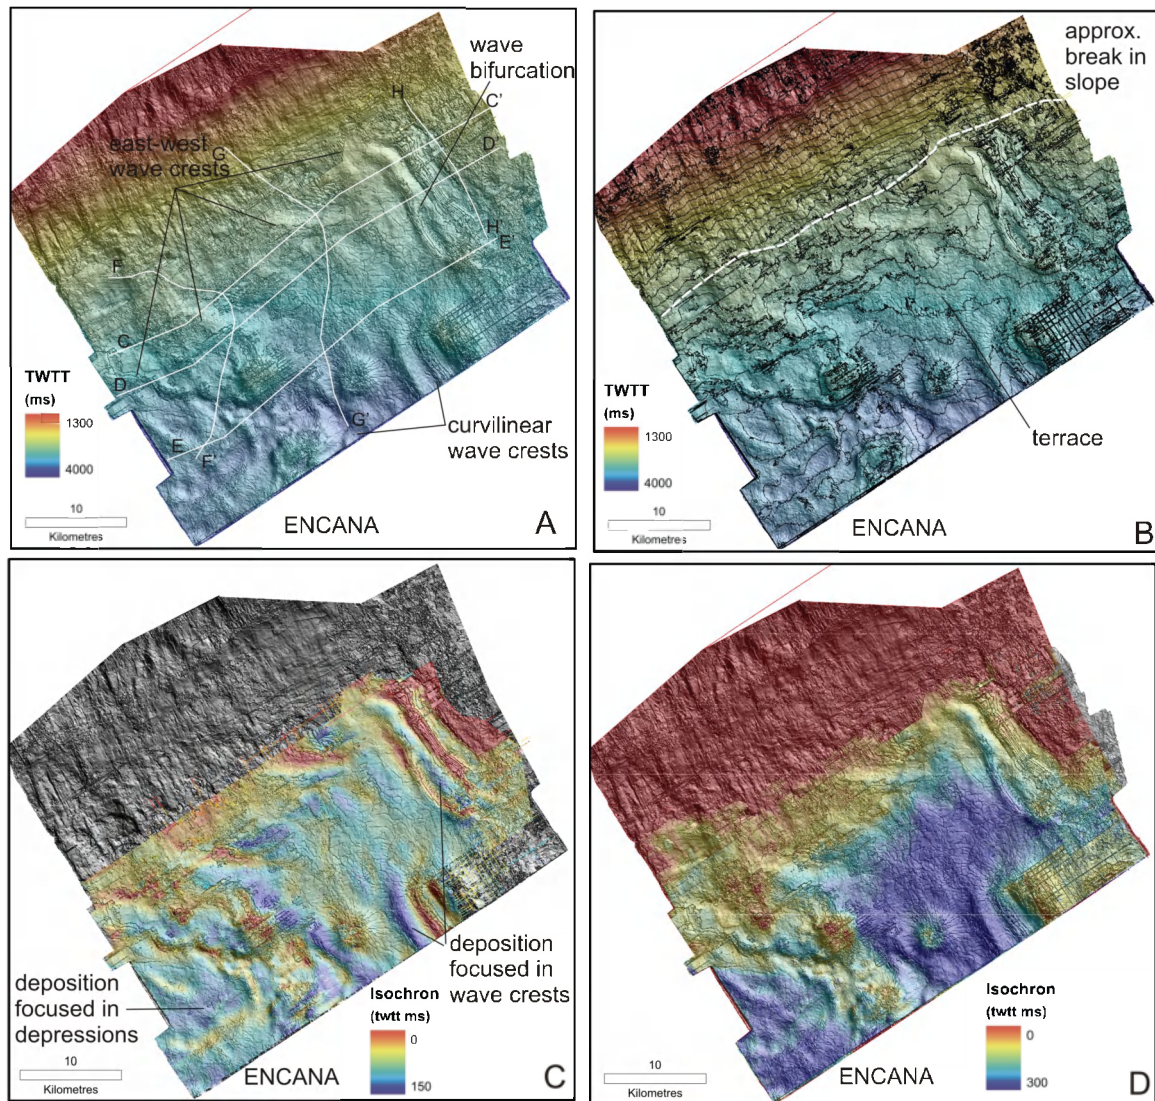 wave
bifurcation
H
C'
east-west
wave crests
G
D
F
H
E'
C
D
TWTT
(ms)
1300
4000
E
F'
G'
curvilinear
wave crests
10
Kilometres
ENCANA
A
approx.
break in
slope
TWTT
(ms)
1300
4000
terrace
10
Kilometres
ENCANA
B
deposition
focused in
depressions
deposition
focused in
wave crests
Isochron
(twtt ms)
0
150
10
Kilometres
ENCANA
C
Isochron
(twtt ms)
0
300
10
Kilometres
ENCANA
D